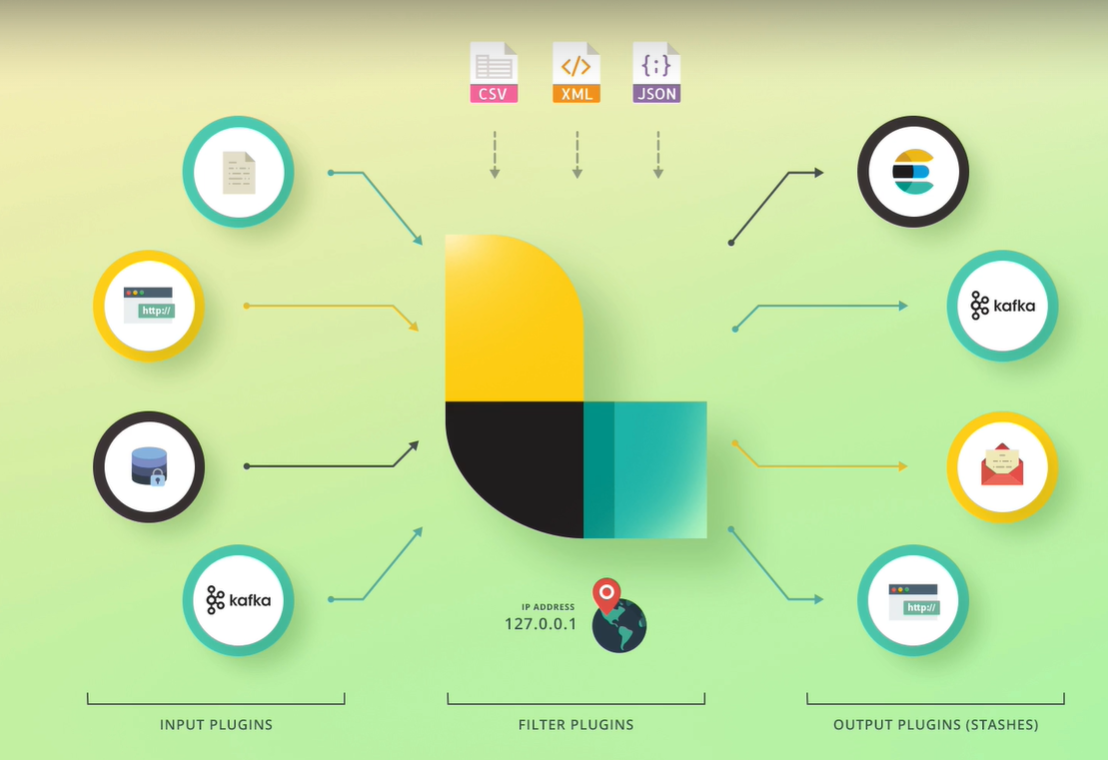 CSV
XML
JSON
http://
kafka
kafka
IP ADDRESS
127.0.0.1
http://
INPUT PLUGINS
FILTER PLUGINS
OUTPUT PLUGINS (STASHES)